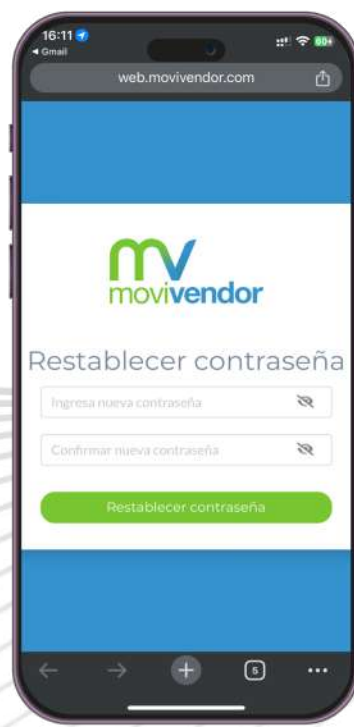 16:11
◄ Gmail
60+
web.movivendor.com
mv
movivendor
Restablecer contraseña
Ingresa nueva contraseña
Confirmar nueva contraseña
Restablecer contraseña
5